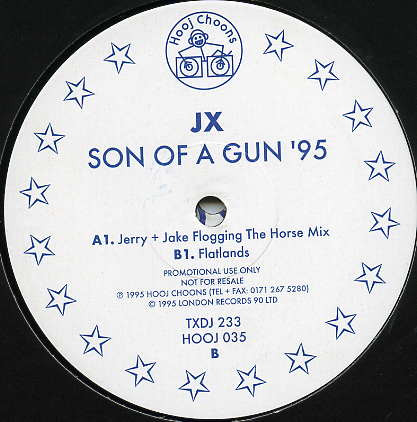 Hooj Choons
JX
SON OF A GUN '95
A1. Jerry + Jake Flogging The Horse Mix
B1. Flatlands
PROMOTIONAL USE ONLY
NOT FOR RESALE
℗ 1995 HOOJ CHOONS (TEL + FAX: 0171 267 5280)
© 1995 LONDON RECORDS 90 LTD
TXDJ 233
HOOJ 035
B